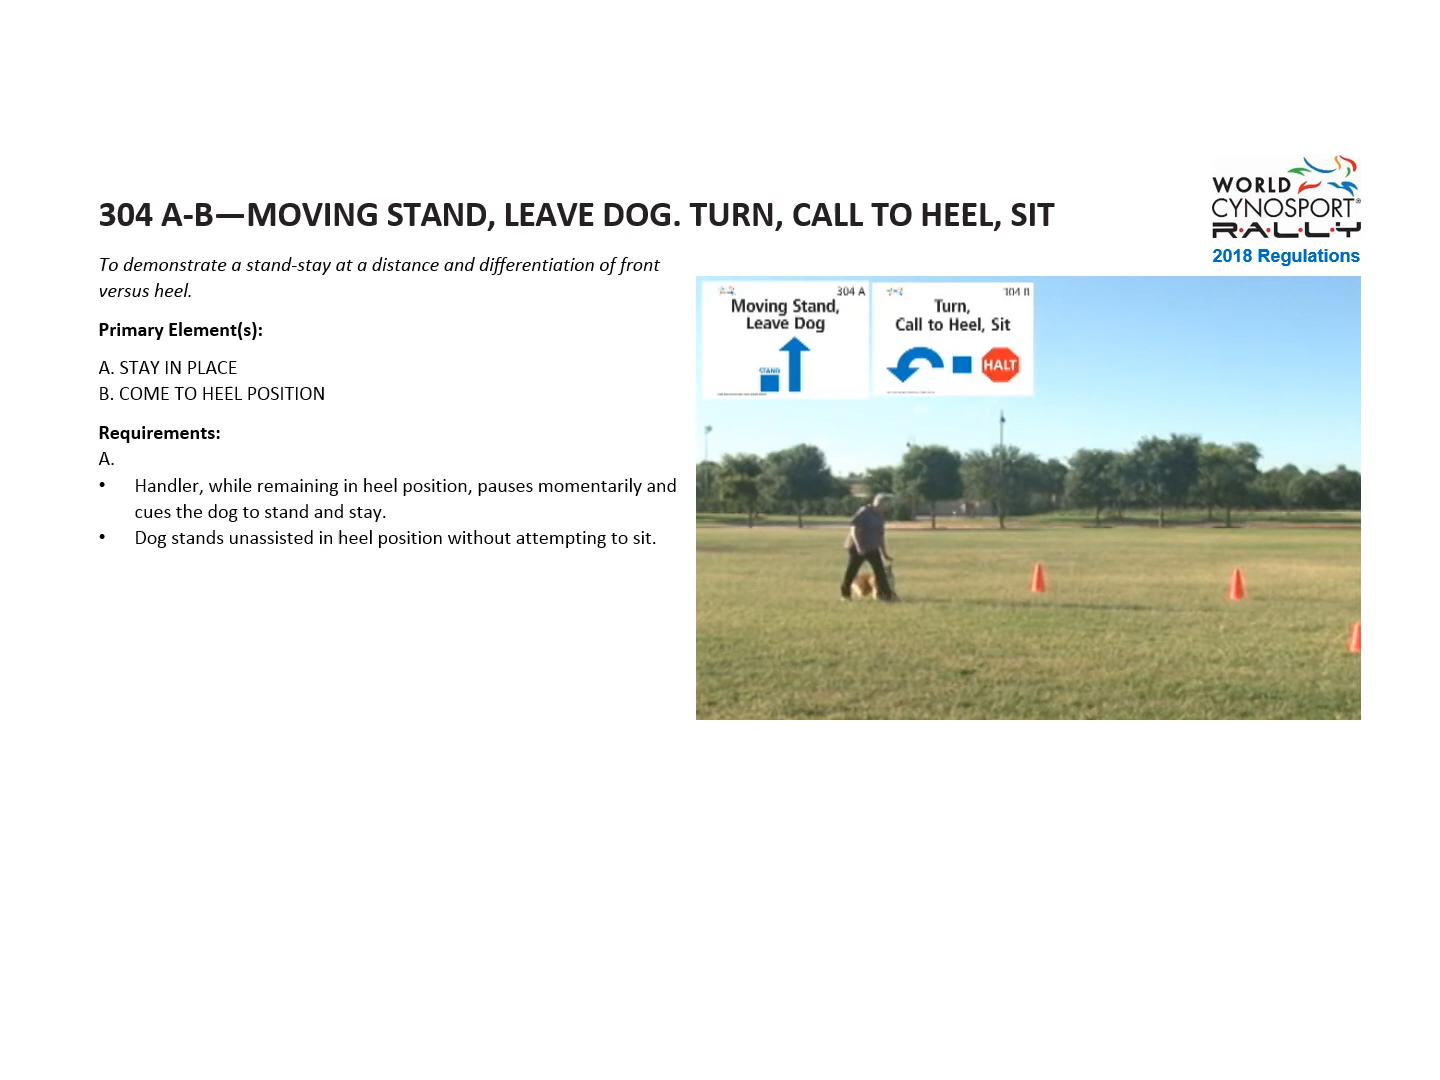 WORLD
CYNOSPORT®
R·A·L·L·Y
2018 Regulations
304 A-B—MOVING STAND, LEAVE DOG. TURN, CALL TO HEEL, SIT
To demonstrate a stand-stay at a distance and differentiation of front
versus heel.
Primary Element(s):
A. STAY IN PLACE
B. COME TO HEEL POSITION
Requirements:
A.
• Handler, while remaining in heel position, pauses momentarily and
cues the dog to stand and stay.
• Dog stands unassisted in heel position without attempting to sit.
304 A
Moving Stand,
Leave Dog
STAND
304 B
Turn,
Call to Heel, Sit
HALT